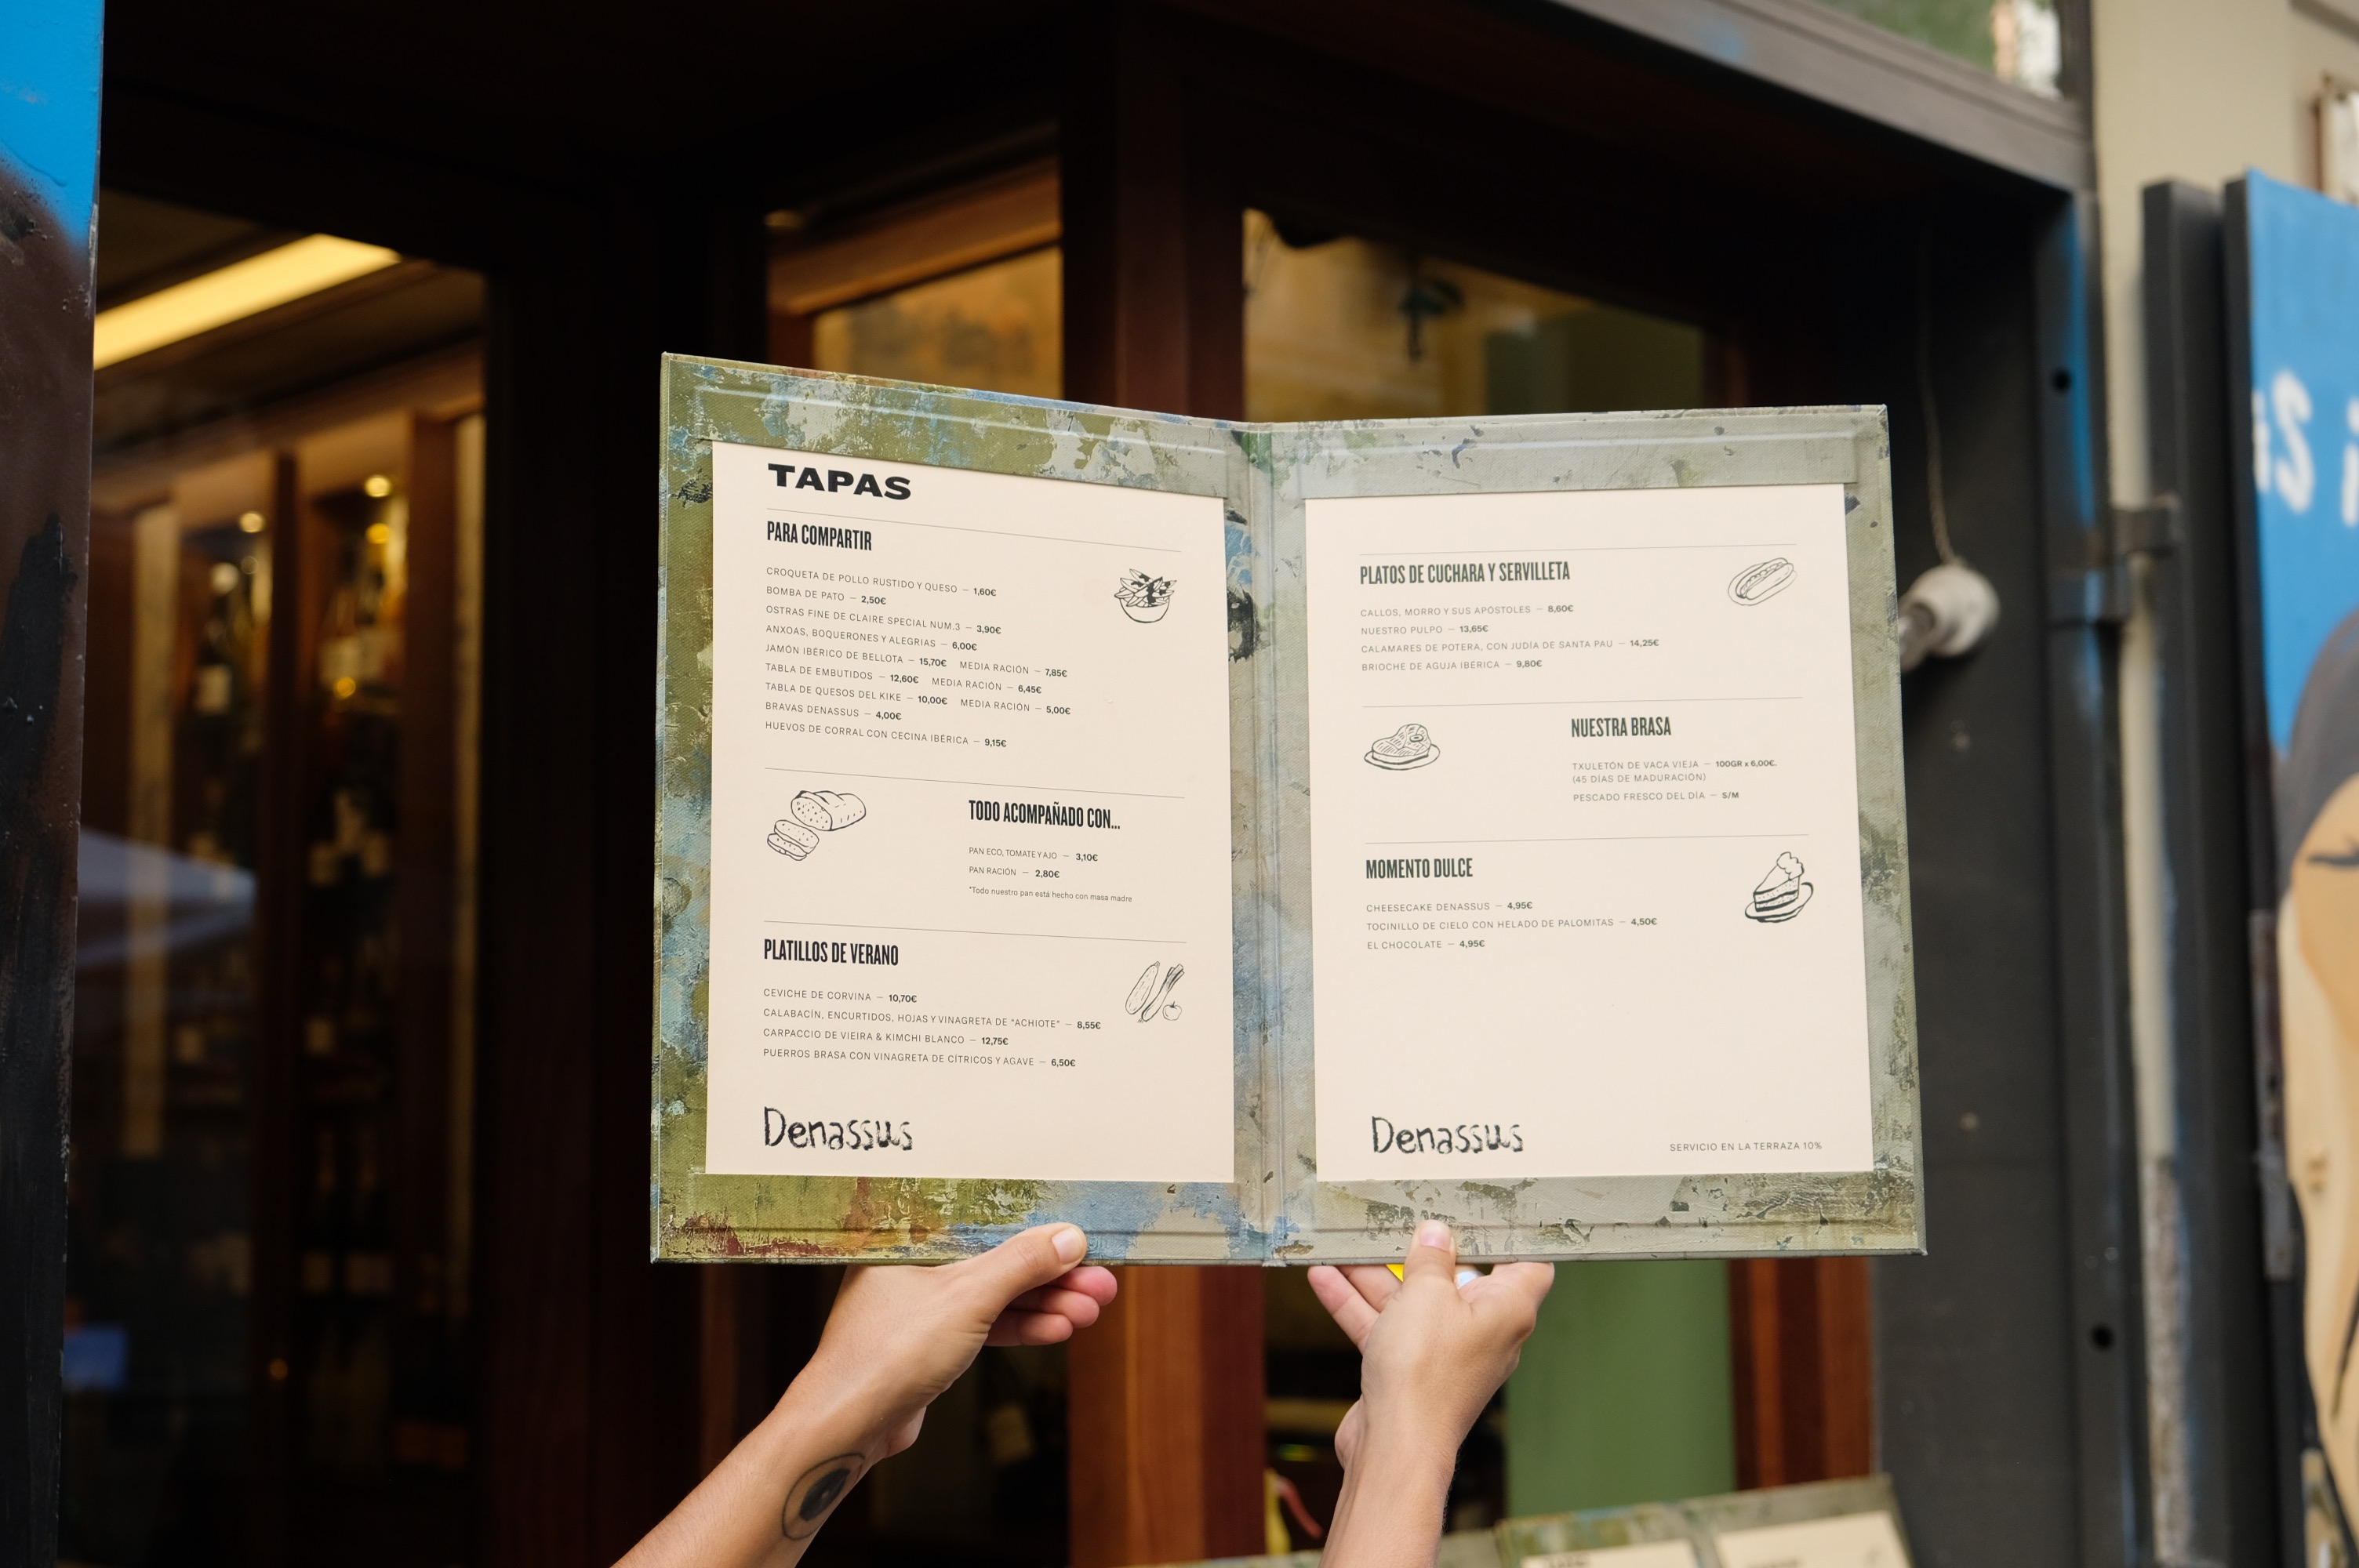 TAPAS
PARA COMPARTIR
CROQUETA DE POLLO RUSTIDO Y QUESO — 1,60€
BOMBA DE PATO — 2,50€
OSTRAS FINE DE CLAIRE SPECIAL NUM.3 — 3,90€
ANXOAS, BOQUERONES Y ALEGRIAS — 6,00€
JAMÓN IBÉRICO DE BELLOTA — 15,70€ MEDIA RACIÓN — 7,85€
TABLA DE EMBUTIDOS — 12,60€ MEDIA RACIÓN — 6,45€
TABLA DE QUESOS DEL KIKE — 10,00€ MEDIA RACIÓN — 5,00€
BRAVAS DENASSUS — 4,00€
HUEVOS DE CORRAL CON CECINA IBÉRICA — 9,15€
TODO ACOMPAÑADO CON...
PAN ECO, TOMATE Y AJO — 3,10€
PAN RACIÓN — 2,80€
*Todo nuestro pan está hecho con masa madre
PLATILLOS DE VERANO
CEVICHE DE CORVINA — 10,70€
CALABACÍN, ENCURTIDOS, HOJAS Y VINAGRETA DE "ACHIOTE" — 8,55€
CARPACCIO DE VIEIRA & KIMCHI BLANCO — 12,75€
PUERROS BRASA CON VINAGRETA DE CÍTRICOS Y AGAVE — 6,50€
Denassus
PLATOS DE CUCHARA Y SERVILLETA
CALLOS, MORRO Y SUS APÓSTOLES — 8,60€
NUESTRO PULPO — 13,65€
CALAMARES DE POTERA, CON JUDÍA DE SANTA PAU — 14,25€
BRIOCHE DE AGUJA IBÉRICA — 9,80€
NUESTRA BRASA
TXULETÓN DE VACA VIEJA — 100GR x 6,00€.
(45 DÍAS DE MADURACIÓN)
PESCADO FRESCO DEL DÍA — S/M
MOMENTO DULCE
CHEESECAKE DENASSUS — 4,95€
TOCINILLO DE CIELO CON HELADO DE PALOMITAS — 4,50€
EL CHOCOLATE — 4,95€
Denassus
SERVICIO EN LA TERRAZA 10%